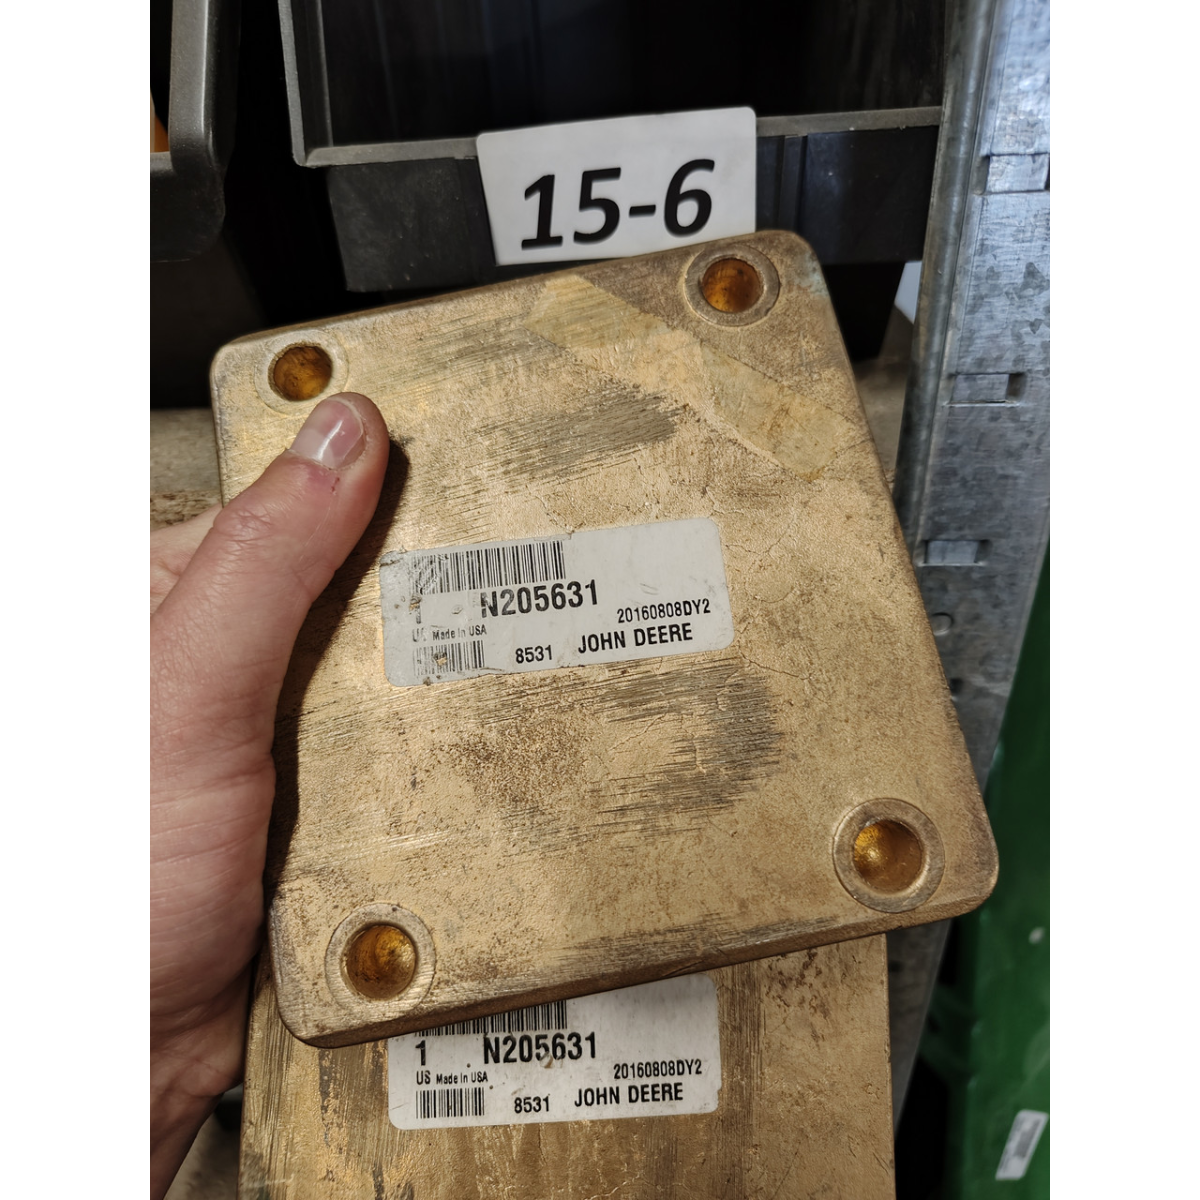 15-6
N205631
20160808DY2
Made in USA
8531 JOHN DEERE
1 N205631
20160808DY2
US Made in USA
8531 JOHN DEERE